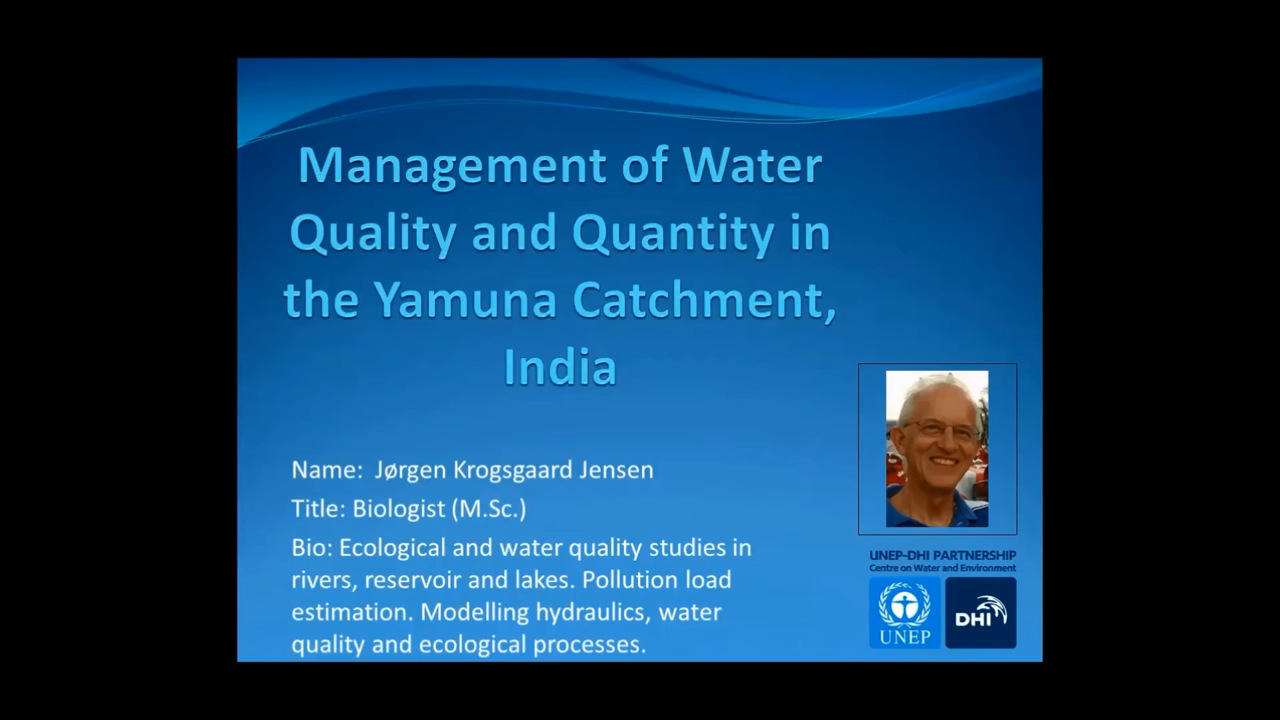 Management of Water
Quality and Quantity in
the Yamuna Catchment,
India
Name: Jørgen Krogsgaard Jensen
Title: Biologist (M.Sc.)
Bio: Ecological and water quality studies in
rivers, reservoir and lakes. Pollution load
estimation. Modelling hydraulics, water
quality and ecological processes.
UNEP-DHI PARTNERSHIP
Centre on Water and Environment
UNEP
DHI